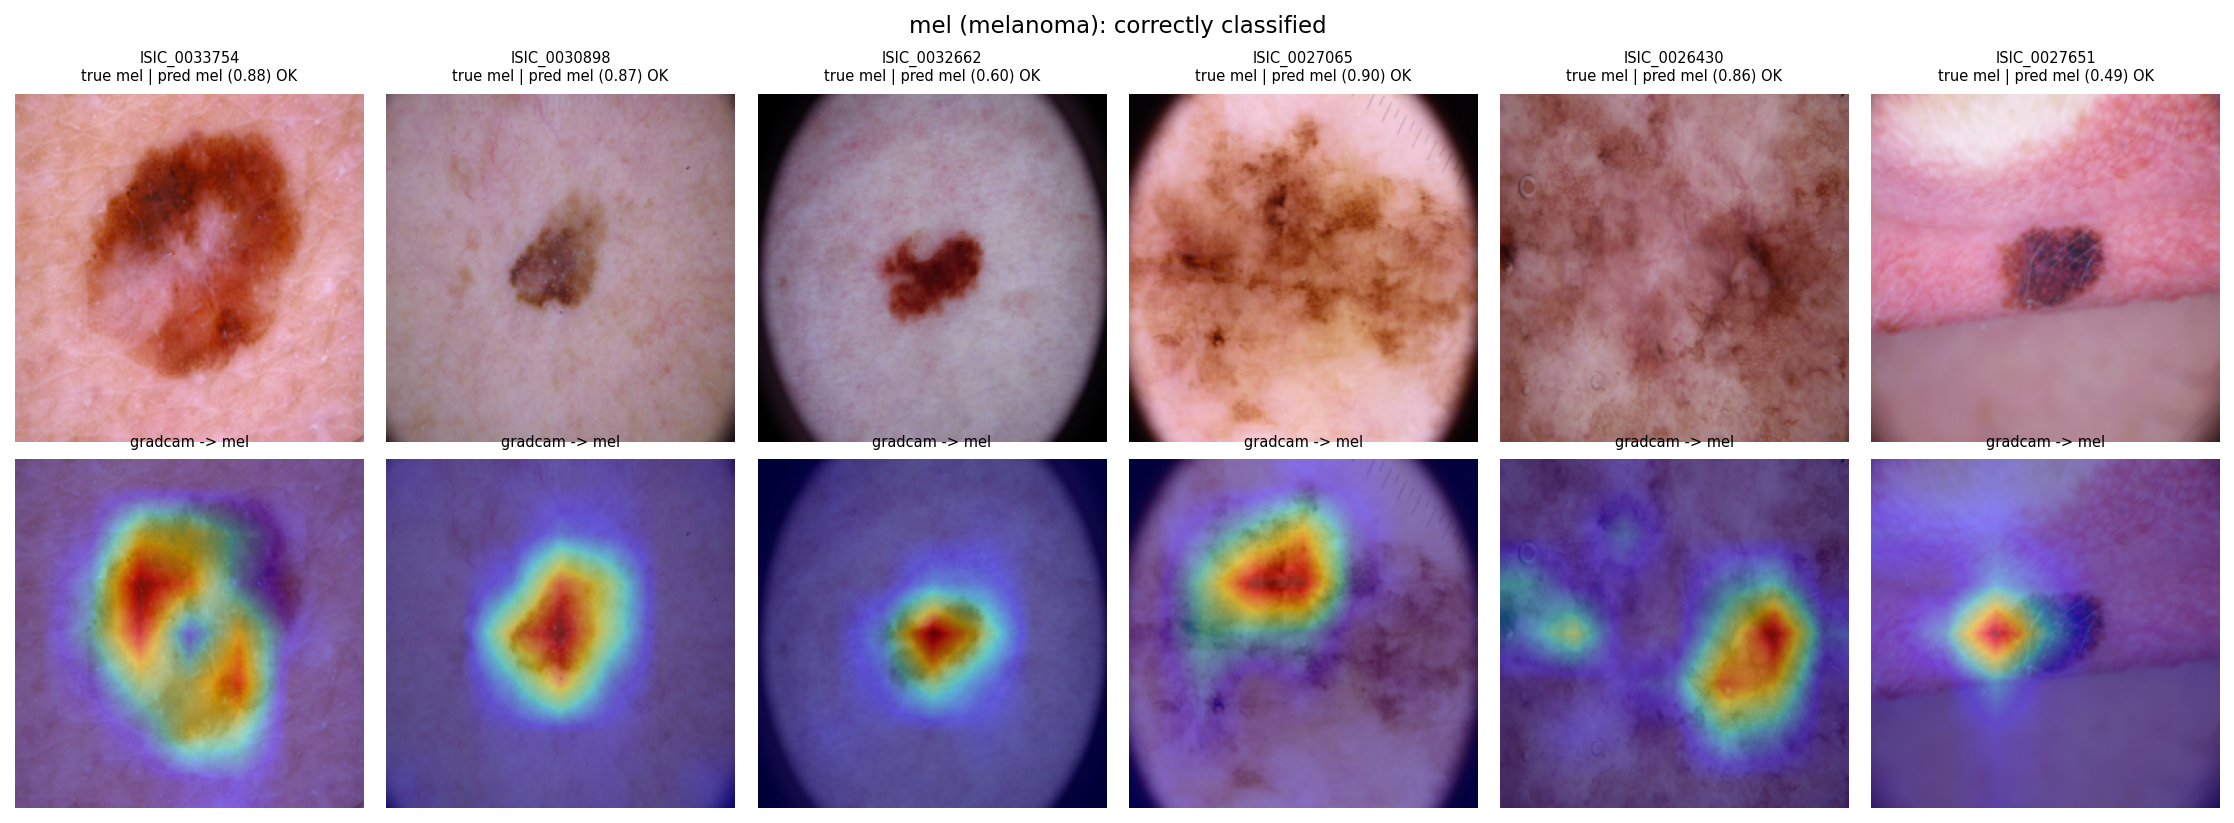 mel (melanoma): correctly classified
ISIC_0033754
true mel | pred mel (0.88) OK
ISIC_0030898
true mel | pred mel (0.87) OK
ISIC_0032662
true mel | pred mel (0.60) OK
ISIC_0027065
true mel | pred mel (0.90) OK
ISIC_0026430
true mel | pred mel (0.86) OK
ISIC_0027651
true mel | pred mel (0.49) OK
gradcam -> mel
gradcam -> mel
gradcam -> mel
gradcam -> mel
gradcam -> mel
gradcam -> mel